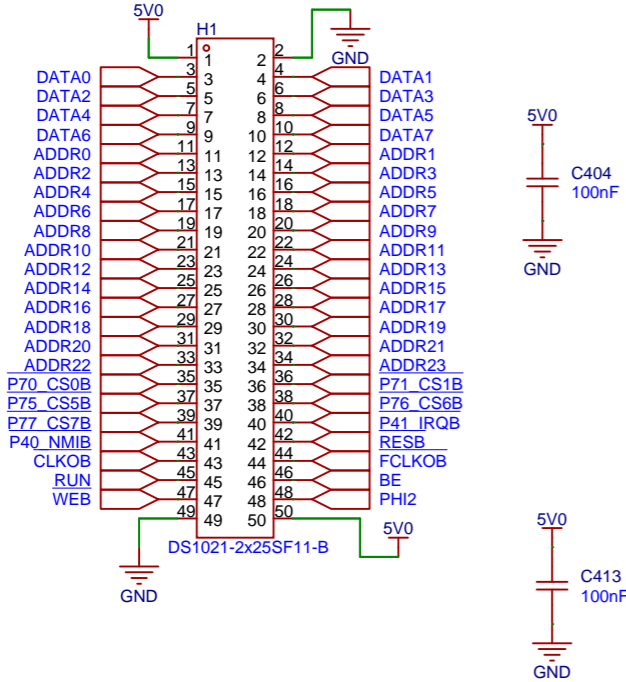 5V0
H1
GND
1 1 2 2
DATA0 3 3 4 4 DATA1
DATA2 5 5 6 6 DATA3
DATA4 7 7 8 8 DATA5
DATA6 9 9 10 10 DATA7
ADDR0 11 11 12 12 ADDR1
ADDR2 13 13 14 14 ADDR3
ADDR4 15 15 16 16 ADDR5
ADDR6 17 17 18 18 ADDR7
ADDR8 19 19 20 20 ADDR9
ADDR10 21 21 22 22 ADDR11
ADDR12 23 23 24 24 ADDR13
ADDR14 25 25 26 26 ADDR15
ADDR16 27 27 28 28 ADDR17
ADDR18 29 29 30 30 ADDR19
ADDR20 31 31 32 32 ADDR21
ADDR22 33 33 34 34 ADDR23
P70_CS0B 35 35 36 36 P71_CS1B
P75_CS5B 37 37 38 38 P76_CS6B
P77_CS7B 39 39 40 40 P41_IRQB
P40_NMIB 41 41 42 42 RESB
CLKOB 43 43 44 44 FCLKOB
RUN 45 45 46 46 BE
WEB 47 47 48 48 PHI2
49 49 50 50
5V0
DS1021-2x25SF11-B
GND
5V0
C404
100nF
GND
5V0
C413
100nF
GND